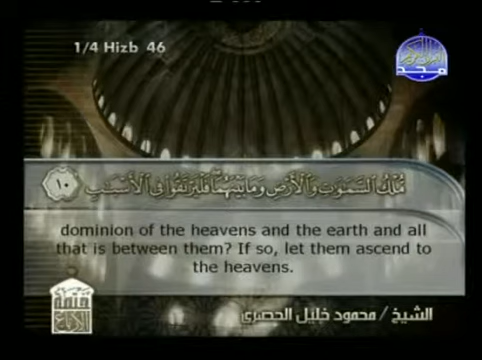 1/4 Hizb 46
المجد
مُلْكُ السَّمَٰوَٰتِ وَالْأَرْضِ وَمَا بَيْنَهُمَا فَلْيَرْتَقُوا۟ فِى الْأَسْبَٰبِ ١٠
dominion of the heavens and the earth and all
that is between them? If so, let them ascend to
the heavens.
الشيخ / محمود خليل الحصري